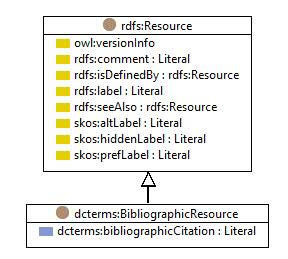 rdfs:Resource
owl:versionInfo
rdfs:comment : Literal
rdfs:isDefinedBy : rdfs:Resource
rdfs:label : Literal
rdfs:seeAlso : rdfs:Resource
skos:altLabel : Literal
skos:hiddenLabel : Literal
skos:prefLabel : Literal
dcterms:BibliographicResource
dcterms:bibliographicCitation : Literal